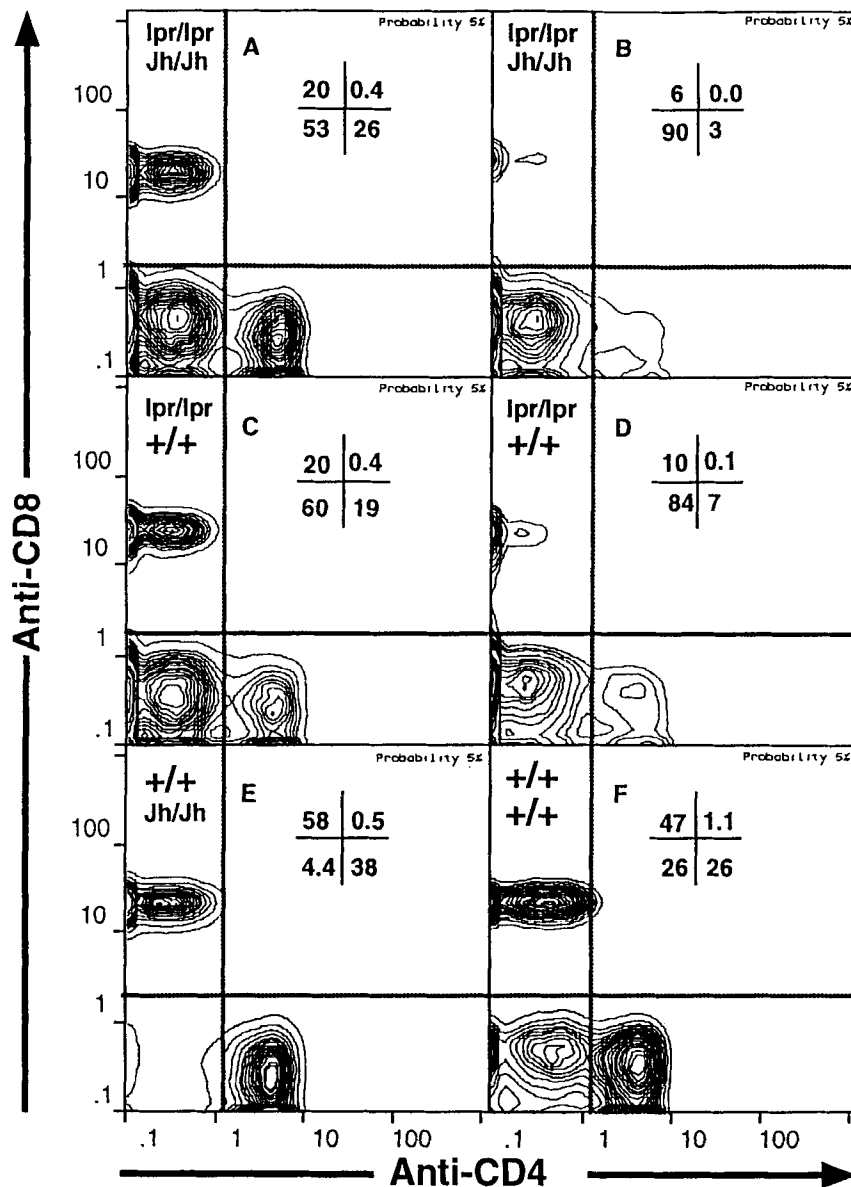 Anti-CD8
lpr/lpr
Jh/Jh
A
Probability 5%
20 0.4
53 26
lpr/lpr
Jh/Jh
B
Probability 5%
6 0.0
90 3
100
10
1
.1
lpr/lpr
+/+
C
Probability 5%
20 0.4
60 19
lpr/lpr
+/+
D
Probability 5%
10 0.1
84 7
100
10
1
.1
+/+
Jh/Jh
E
Probability 5%
58 0.5
4.4 38
+/+
+/+
F
Probability 5%
47 1.1
26 26
100
10
1
.1
.1 1 10 100 .1 1 10 100
Anti-CD4